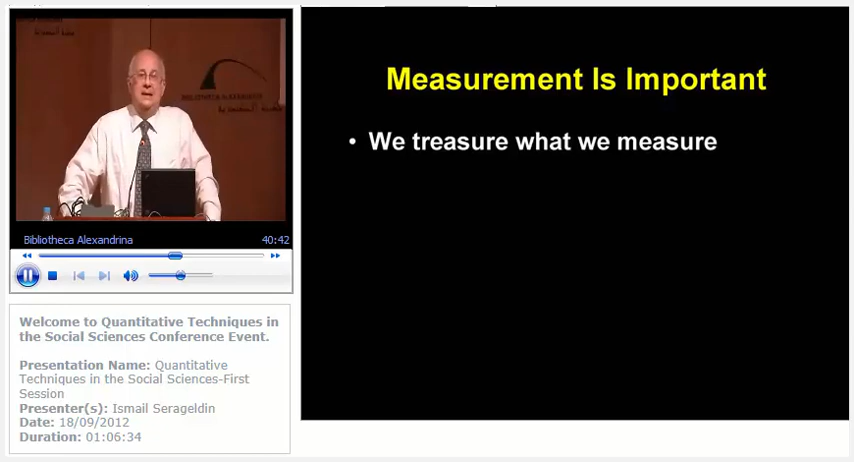 BIBLIOTHECA ALEXANDRINA
Bibliotheca Alexandrina
40:42
Welcome to Quantitative Techniques in
the Social Sciences Conference Event.
Presentation Name: Quantitative
Techniques in the Social Sciences-First
Session
Presenter(s): Ismail Serageldin
Date: 18/09/2012
Duration: 01:06:34
Measurement Is Important
• We treasure what we measure